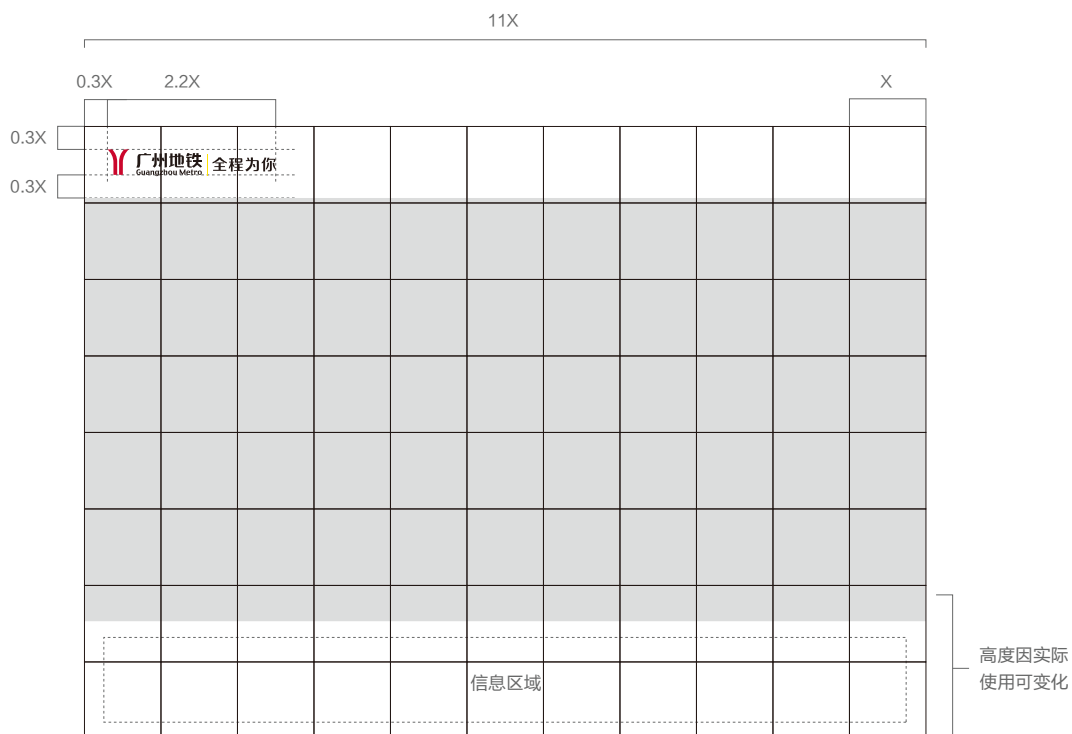 11X
0.3X 2.2X X
0.3X
广州地铁 全程为你
Guangzhou Metro
0.3X
高度因实际
使用可变化
信息区域